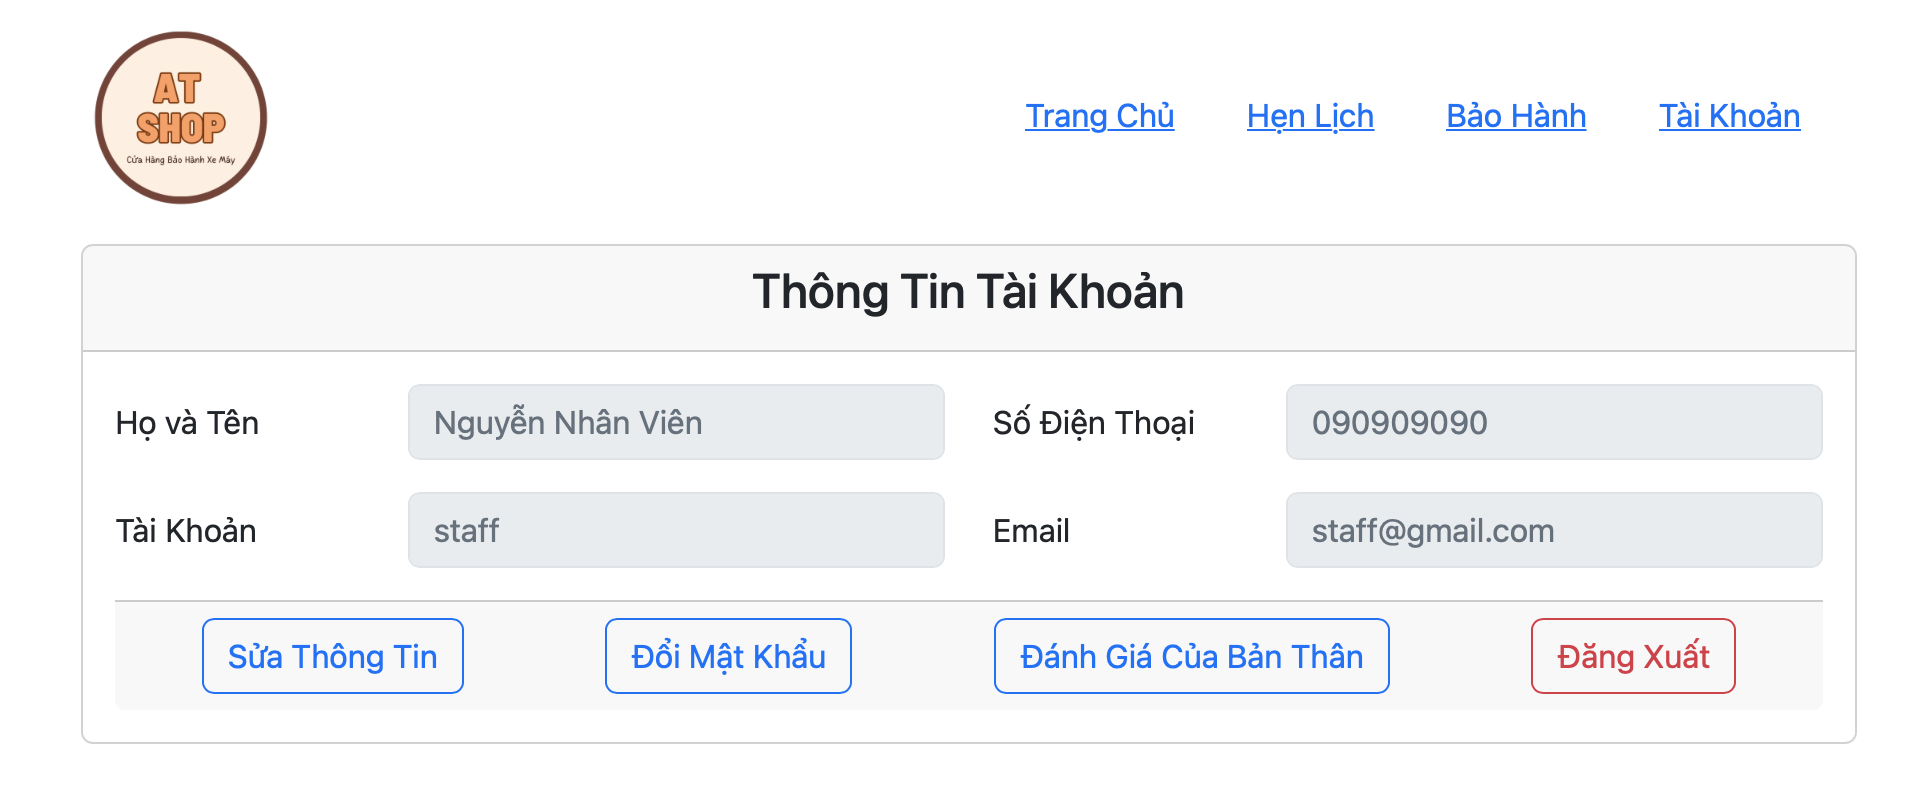 AT
SHOP
Cửa Hàng Bảo Hành Xe Máy
Trang Chủ Hẹn Lịch Bảo Hành Tài Khoản
Thông Tin Tài Khoản
Họ và Tên Nguyễn Nhân Viên Số Điện Thoại 090909090
Tài Khoản staff Email staff@gmail.com
Sửa Thông Tin Đổi Mật Khẩu Đánh Giá Của Bản Thân Đăng Xuất